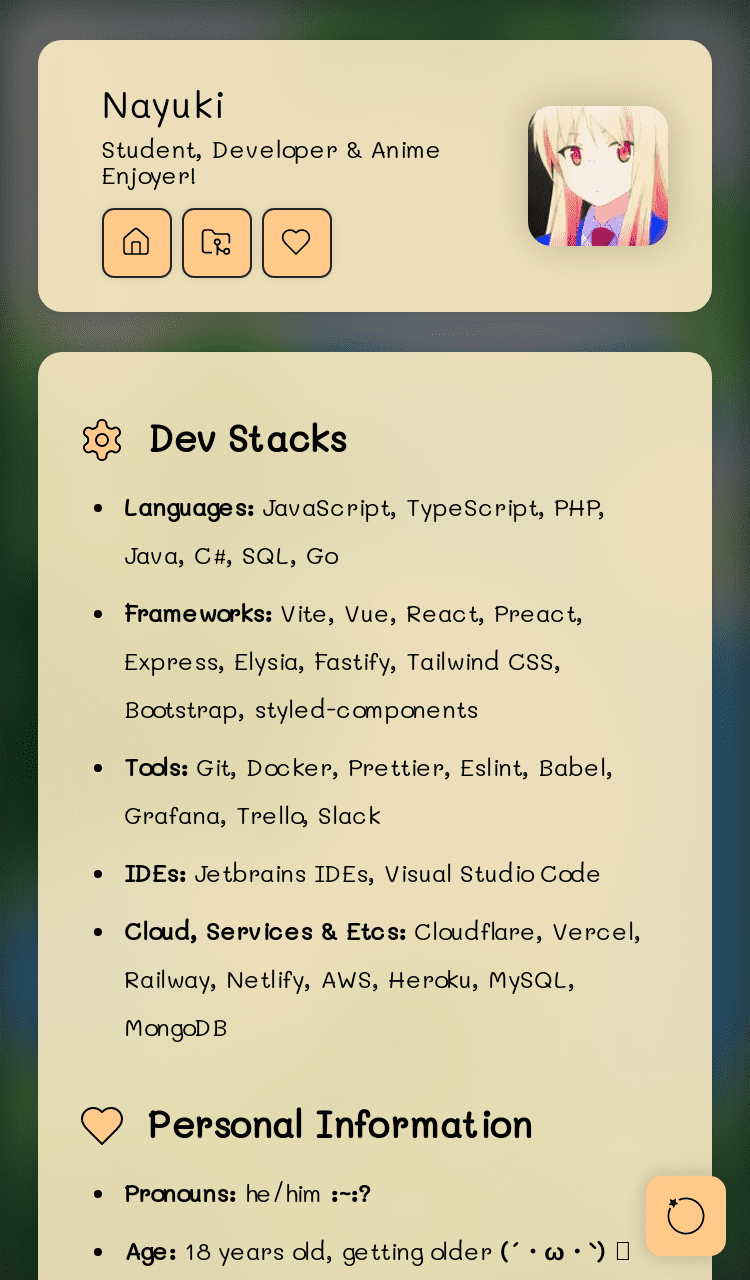 Nayuki
Student, Developer & Anime
Enjoyer!
Dev Stacks
Languages: JavaScript, TypeScript, PHP,
Java, C#, SQL, Go
Frameworks: Vite, Vue, React, Preact,
Express, Elysia, Fastify, Tailwind CSS,
Bootstrap, styled-components
Tools: Git, Docker, Prettier, Eslint, Babel,
Grafana, Trello, Slack
IDEs: Jetbrains IDEs, Visual Studio Code
Cloud, Services & Etcs: Cloudflare, Vercel,
Railway, Netlify, AWS, Heroku, MySQL,
MongoDB
Personal Information
Pronouns: he/him :~:?
Age: 18 years old, getting older (´・ω・`)